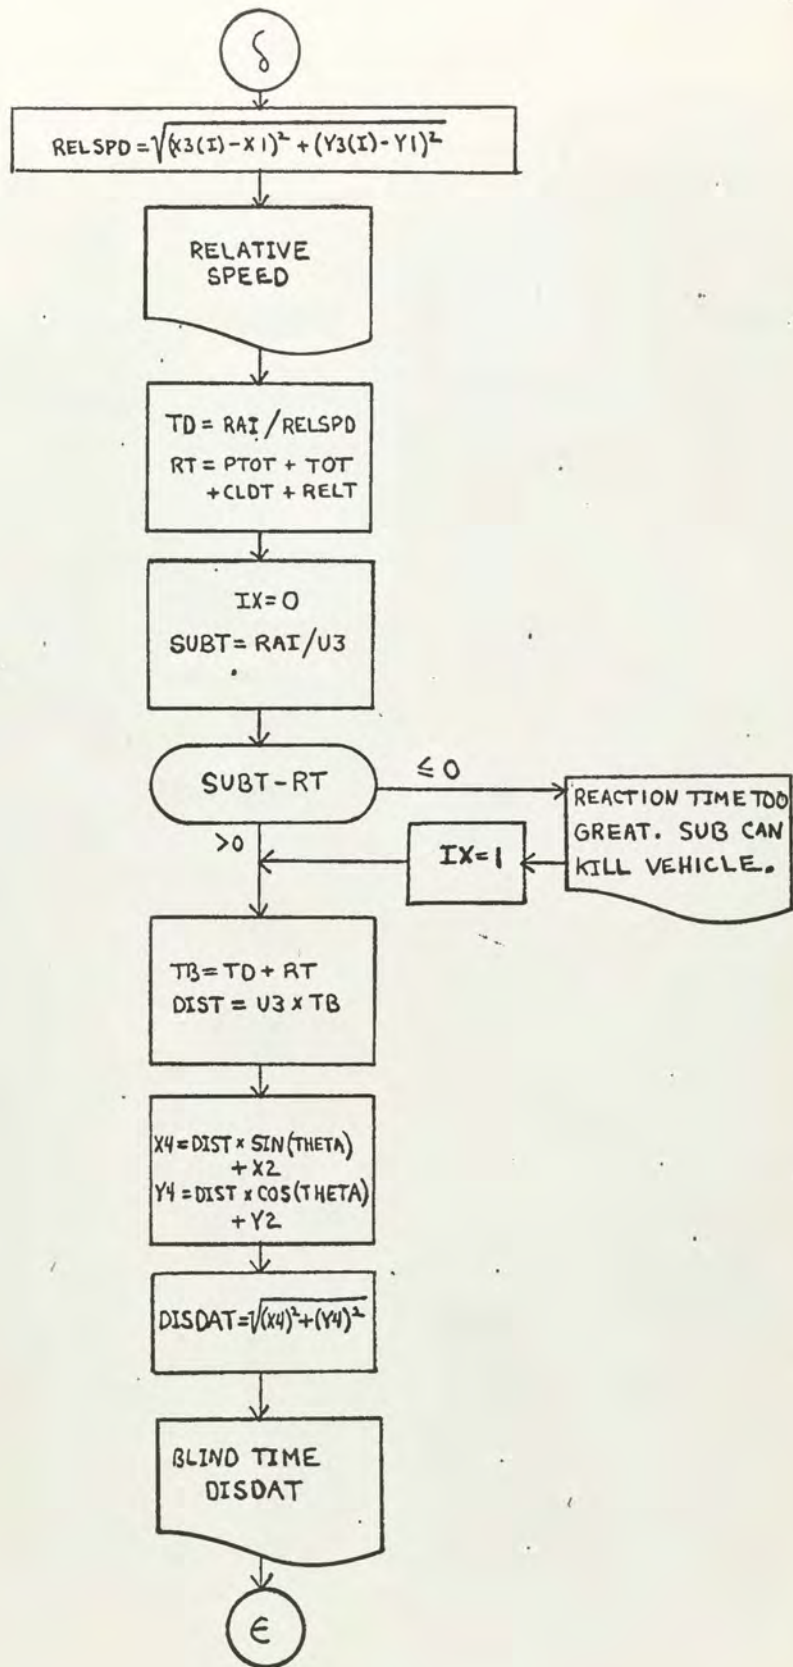 δ
RELSPD = √(X3(I) - X1)² + (Y3(I) - Y1)²
RELATIVE
SPEED
TD = RAI / RELSPD
RT = PTOT + TOT
+ CLDT + RELT
IX = 0
SUBT = RAI / U3
SUBT - RT
≤ 0
REACTION TIME TOO
GREAT. SUB CAN
KILL VEHICLE.
>0
IX = 1
TB = TD + RT
DIST = U3 × TB
X4 = DIST × SIN(THETA)
+ X2
Y4 = DIST × COS(THETA)
+ Y2
DISDAT = √(X4)² + (Y4)²
BLIND TIME
DISDAT
ϵ